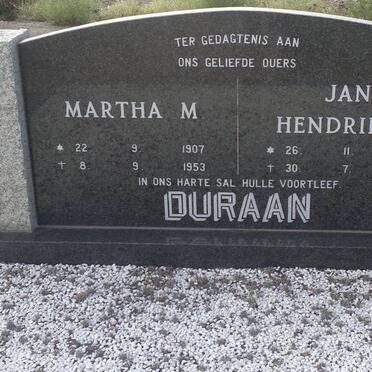 TER GEDAGTENIS AAN
ONS GELIEFDE OUERS
MARTHA M
* 22. 9. 1907
† 8. 9 1953
JAN
* 26. 11.
† 30. 7.
IN ONS HARTE SAL HULLE VOORTLEEF
DURAAN